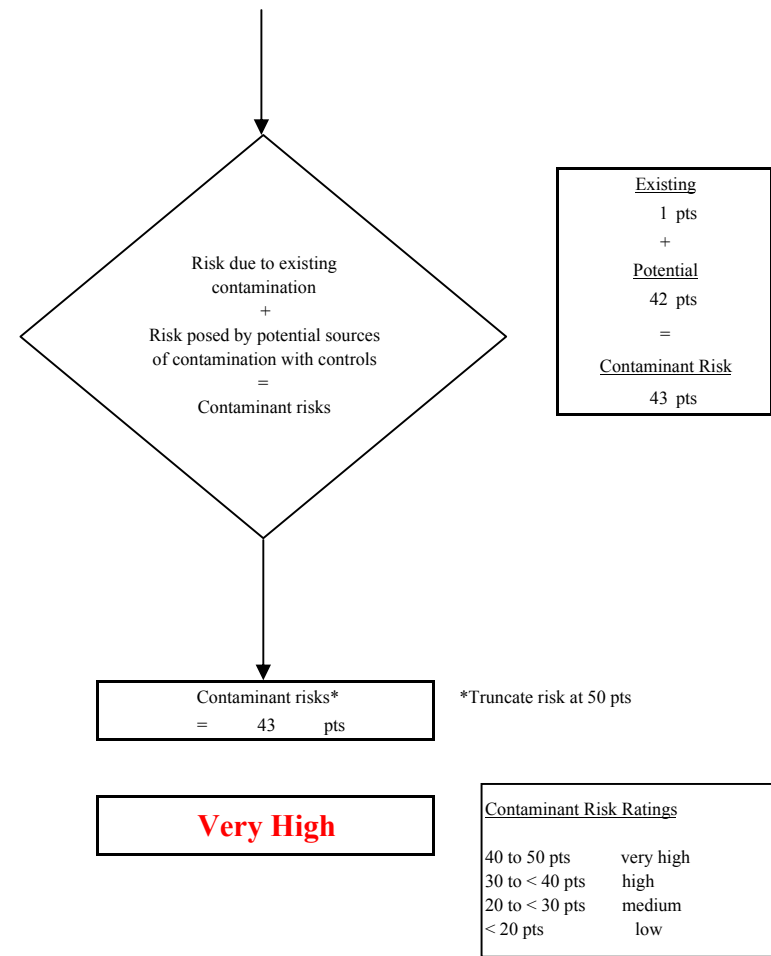 Risk due to existing
contamination
+
Risk posed by potential sources
of contamination with controls
=
Contaminant risks
Existing
1 pts
+
Potential
42 pts
=
Contaminant Risk
43 pts
Contaminant risks*
= 43 pts
*Truncate risk at 50 pts
Very High
Contaminant Risk Ratings
40 to 50 pts very high
30 to < 40 pts high
20 to < 30 pts medium
< 20 pts low